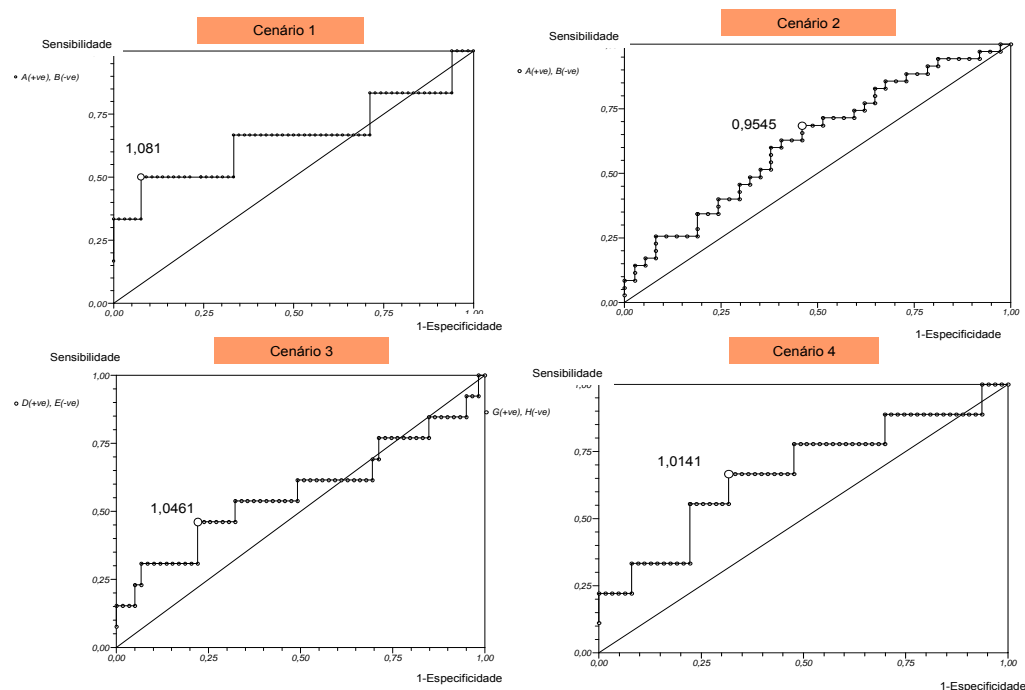 Cenário 1
Sensibilidade
1,00
A(+ve), B(-ve)
0,75
1,081
0,50
0,25
0,00
0,00 0,25 0,50 0,75 1,00
1-Especificidade
Cenário 2
Sensibilidade
A(+ve), B(-ve)
0,75
0,9545
0,50
0,25
0,00
0,00 0,25 0,50 0,75 1,00
1-Especificidade
Cenário 3
Sensibilidade
1,00
D(+ve), E(-ve)
0,75
1,0461
0,50
0,25
0,00
0,00 0,25 0,50 0,75 1,00
1-Especificidade
Cenário 4
Sensibilidade
G(+ve), H(-ve)
0,75
1,0141
0,50
0,25
0,00
0,00 0,25 0,50 0,75 1,00
1-Especificidade